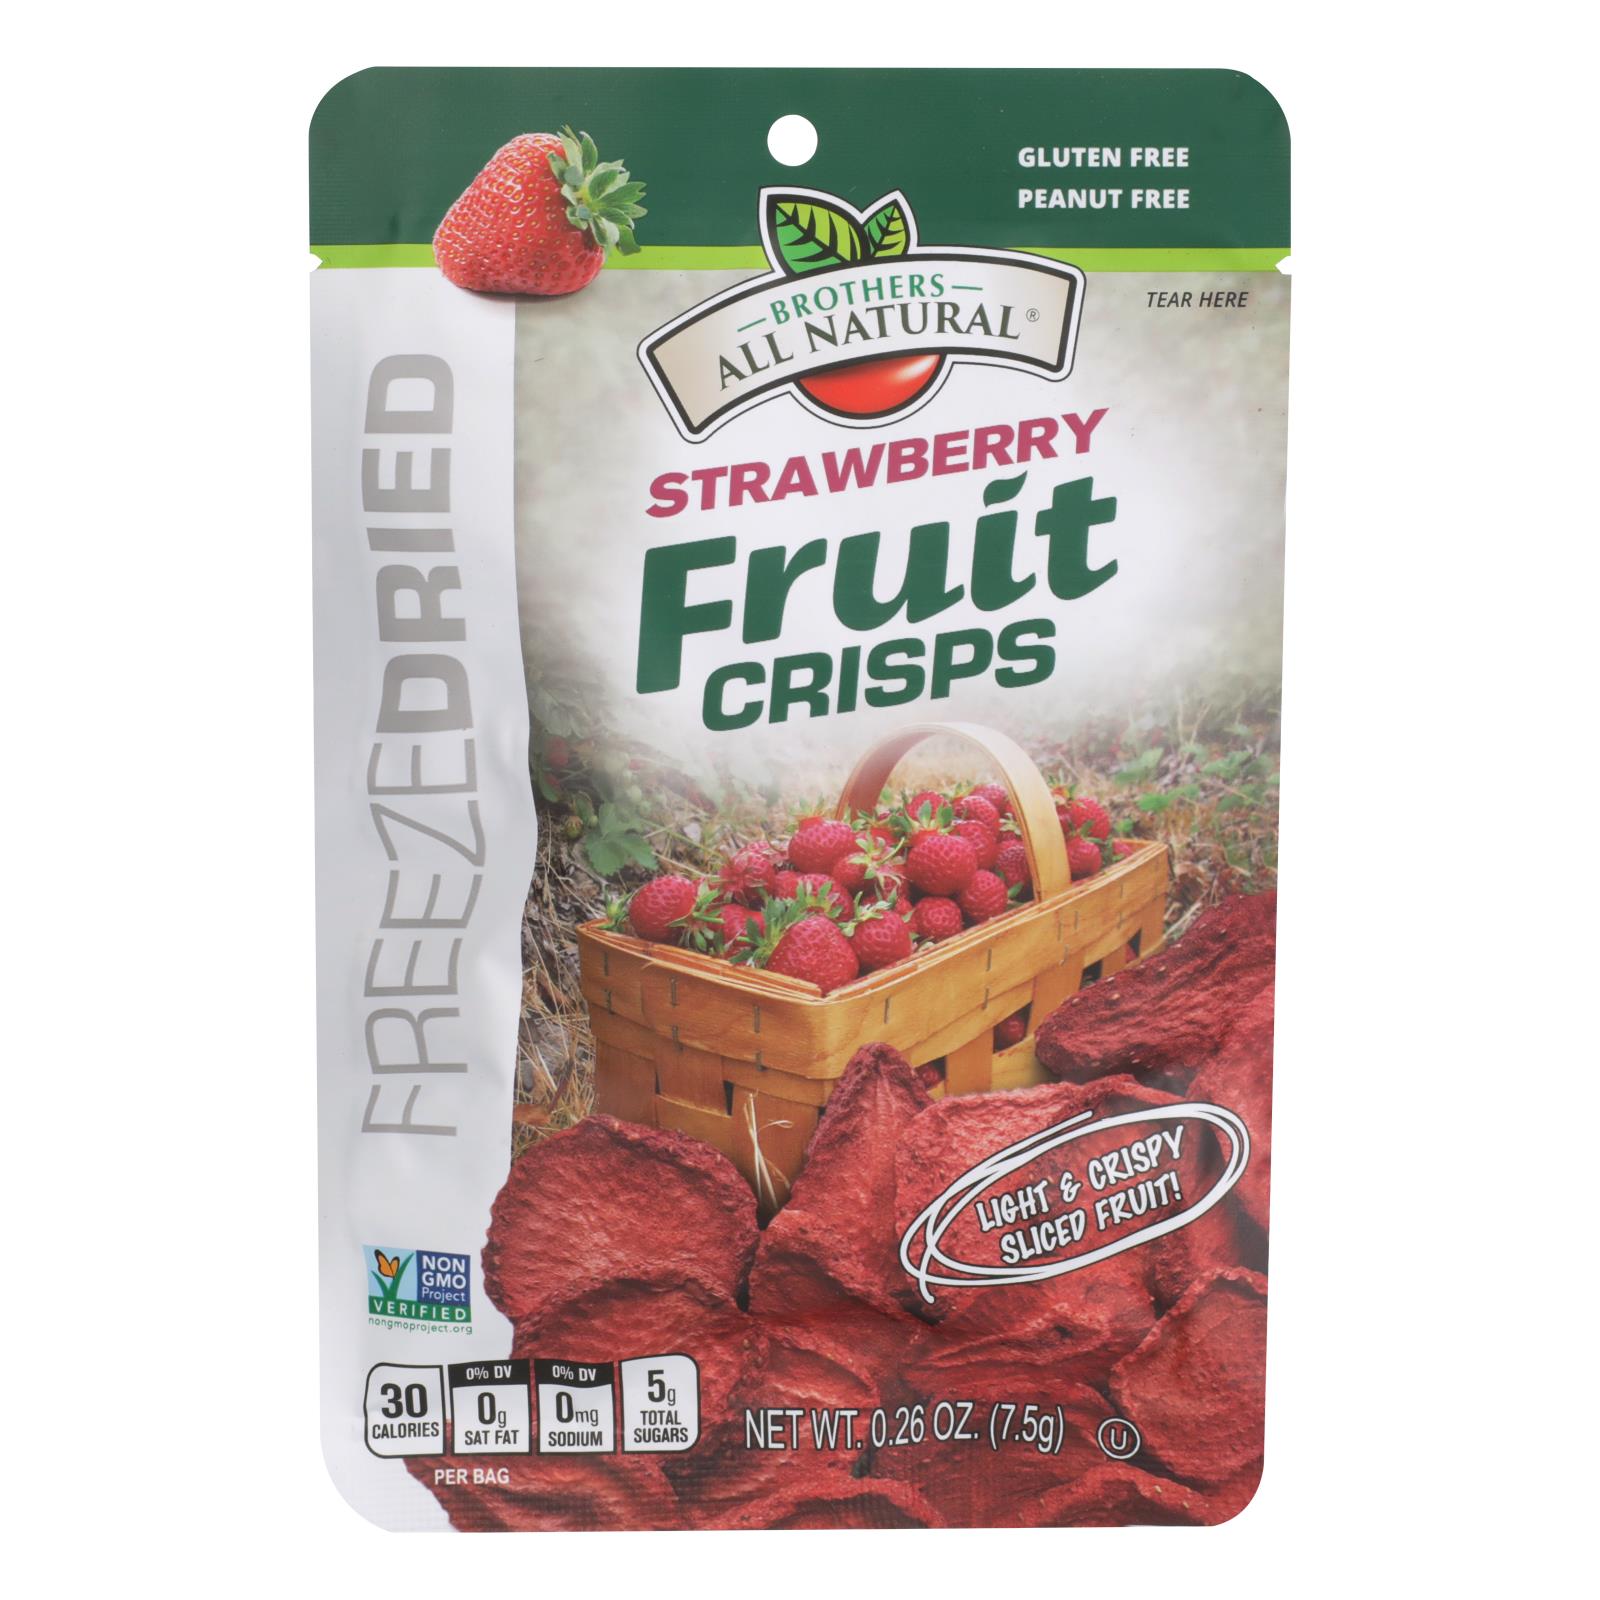 GLUTEN FREE
PEANUT FREE
TEAR HERE
BROTHERS
ALL NATURAL®
STRAWBERRY
Fruit
CRISPS
FREEZEDRIED
LIGHT & CRISPY
SLICED FRUIT!
NON
GMO
Project
VERIFIED
nongmoproject.org
30
CALORIES
0% DV
0g
SAT FAT
0% DV
0mg
SODIUM
5g
TOTAL
SUGARS
PER BAG
NET WT. 0.26 OZ. (7.5g)
U